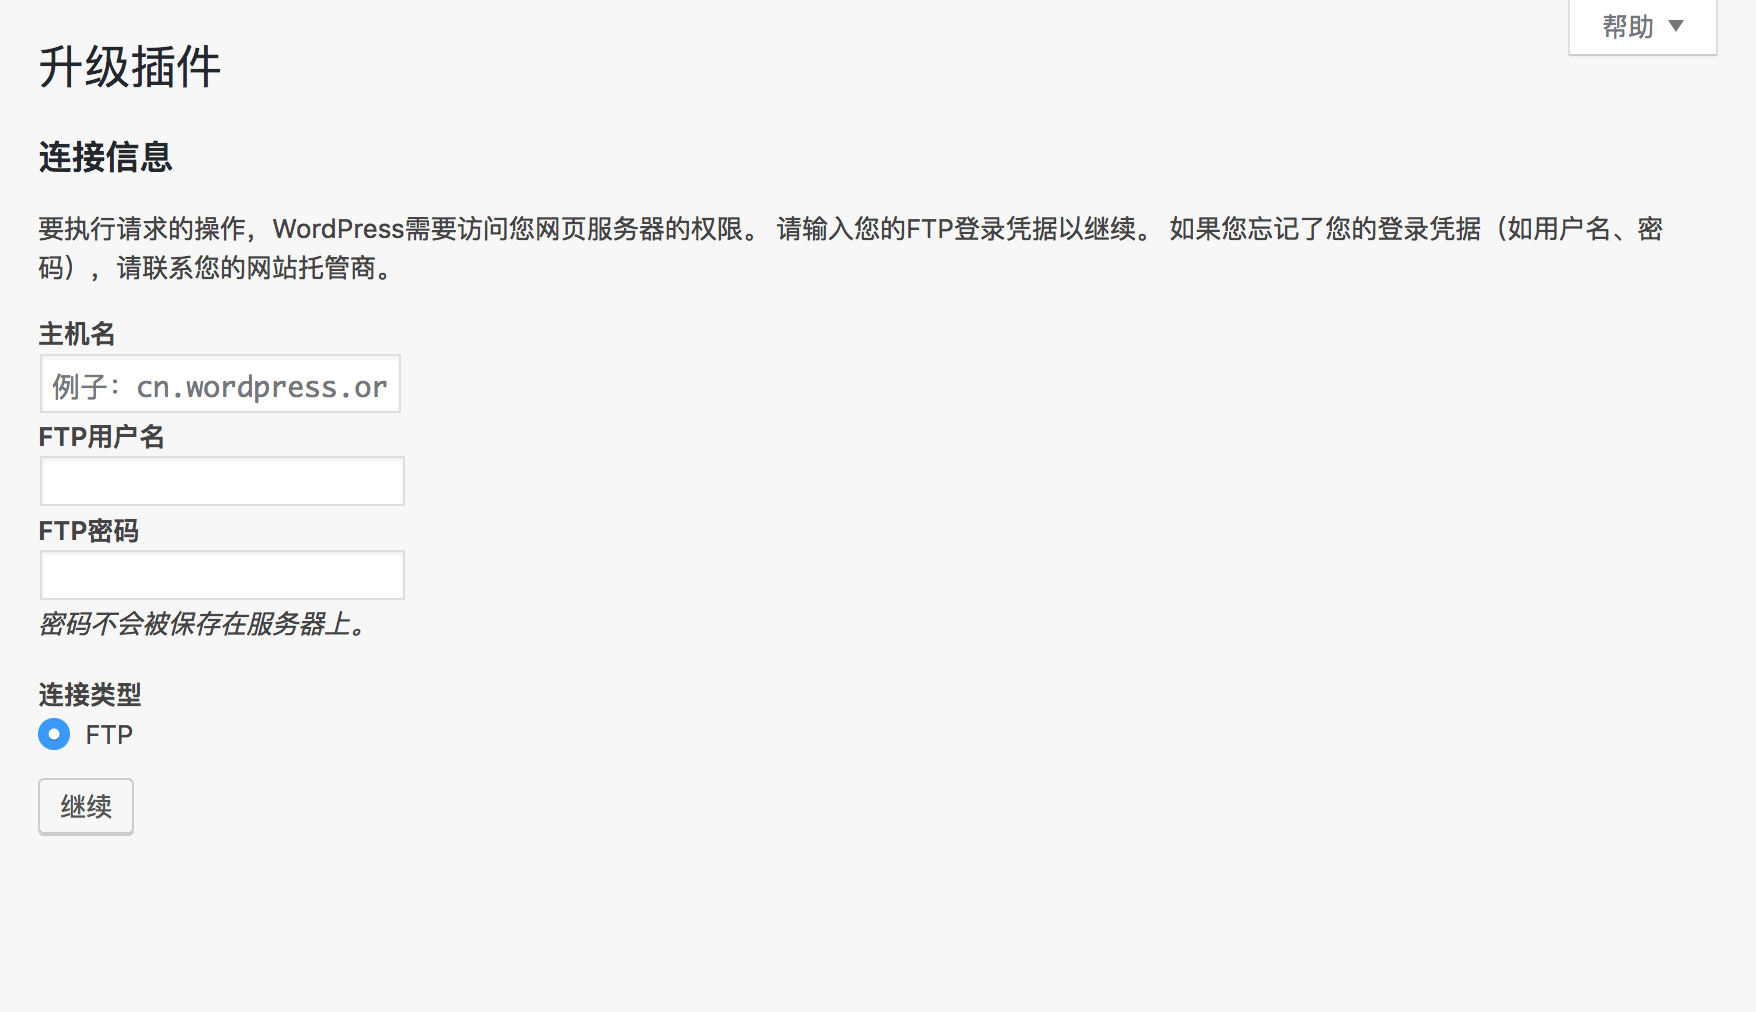 帮助
升级插件
连接信息
要执行请求的操作，WordPress需要访问您网页服务器的权限。 请输入您的FTP登录凭据以继续。 如果您忘记了您的登录凭据（如用户名、密
码），请联系您的网站托管商。
主机名
例子：cn.wordpress.or
FTP用户名
FTP密码
密码不会被保存在服务器上。
连接类型
FTP
继续